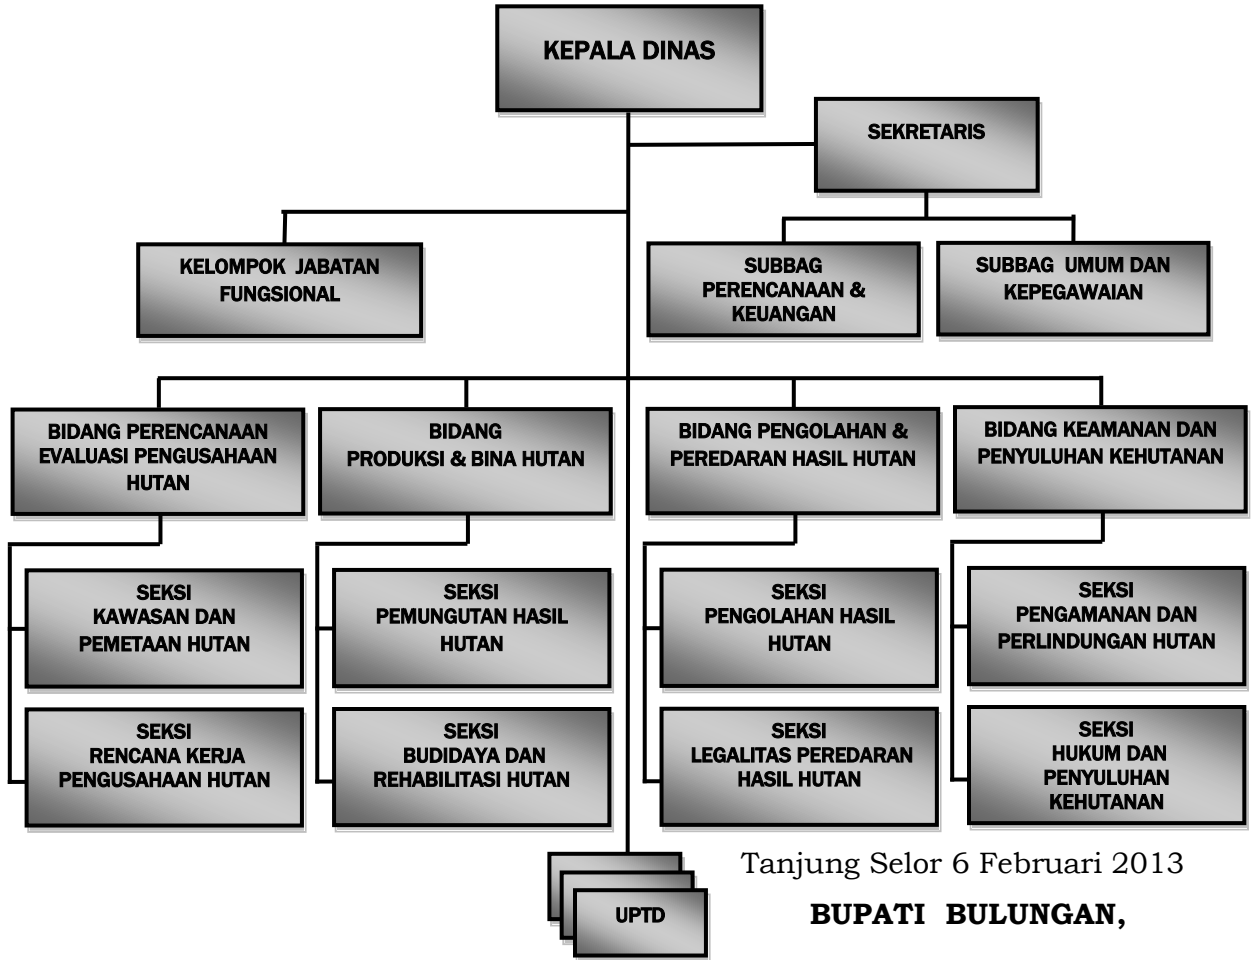 KEPALA DINAS
SEKRETARIS
KELOMPOK JABATAN
FUNGSIONAL
SUBBAG
PERENCANAAN &
KEUANGAN
SUBBAG UMUM DAN
KEPEGAWAIAN
BIDANG PERENCANAAN
EVALUASI PENGUSAHAAN
HUTAN
BIDANG
PRODUKSI & BINA HUTAN
BIDANG PENGOLAHAN &
PEREDARAN HASIL HUTAN
BIDANG KEAMANAN DAN
PENYULUHAN KEHUTANAN
SEKSI
KAWASAN DAN
PEMETAAN HUTAN
SEKSI
PEMUNGUTAN HASIL
HUTAN
SEKSI
PENGOLAHAN HASIL
HUTAN
SEKSI
PENGAMANAN DAN
PERLINDUNGAN HUTAN
SEKSI
RENCANA KERJA
PENGUSAHAAN HUTAN
SEKSI
BUDIDAYA DAN
REHABILITASI HUTAN
SEKSI
LEGALITAS PEREDARAN
HASIL HUTAN
SEKSI
HUKUM DAN
PENYULUHAN
KEHUTANAN
UPTD
Tanjung Selor 6 Februari 2013
BUPATI BULUNGAN,